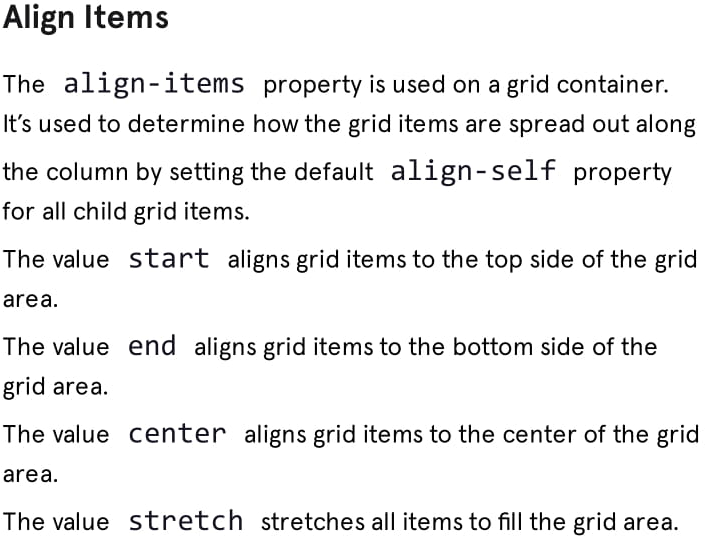 Align Items
The align-items property is used on a grid container.
It’s used to determine how the grid items are spread out along
the column by setting the default align-self property
for all child grid items.
The value start aligns grid items to the top side of the grid
area.
The value end aligns grid items to the bottom side of the
grid area.
The value center aligns grid items to the center of the grid
area.
The value stretch stretches all items to fill the grid area.